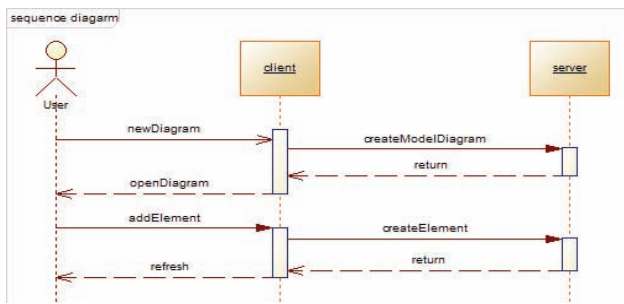 sequence diagarm
client
server
User
newDiagram
createModelDiagram
return
openDiagram
addElement
createElement
return
refresh